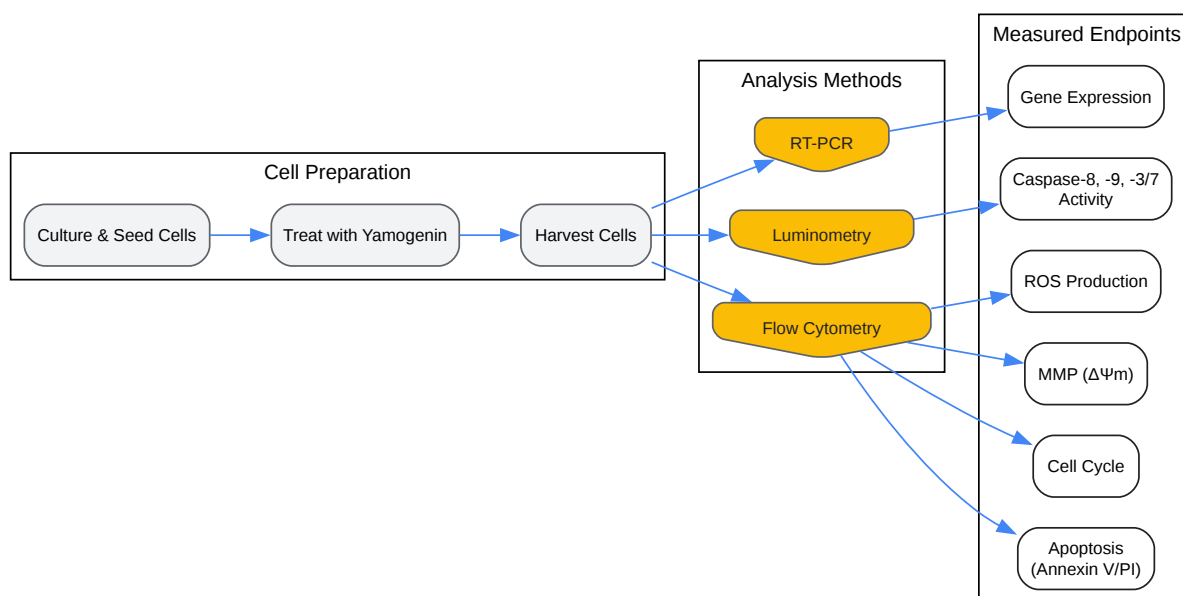 Cell Preparation
Culture & Seed Cells
Treat with Yamogenin
Harvest Cells
Analysis Methods
RT-PCR
Luminometry
Flow Cytometry
Measured Endpoints
Gene Expression
Caspase-8, -9, -3/7
Activity
ROS Production
MMP (ΔΨm)
Cell Cycle
Apoptosis
(Annexin V/PI)